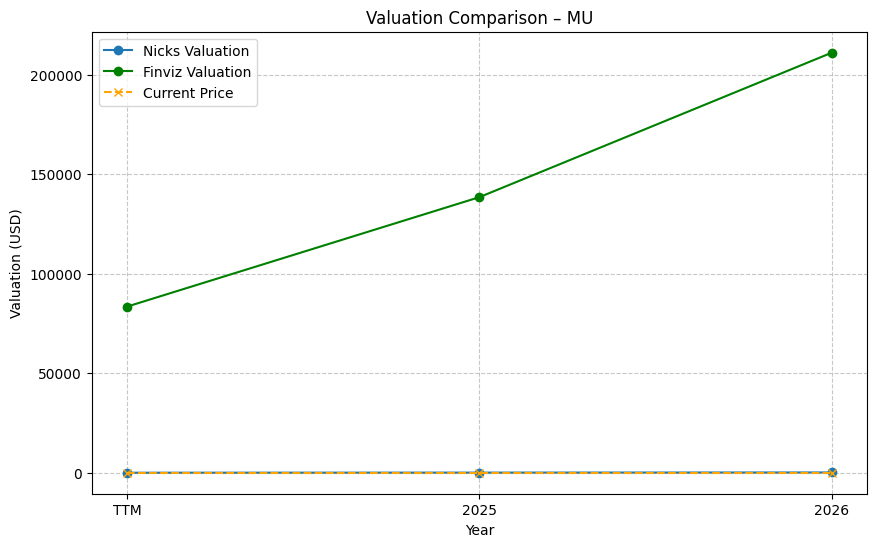 Valuation Comparison – MU
Nicks Valuation
Finviz Valuation
Current Price
Valuation (USD)
200000
150000
100000
50000
0
TTM
2025
2026
Year